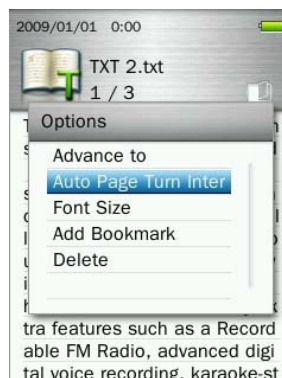 2009/01/01 0:00
TXT 2.txt
1 / 3
Options
Advance to
Auto Page Turn Inter
Font Size
Add Bookmark
Delete
tra features such as a Record
able FM Radio, advanced digi
tal voice recording, karaoke-st